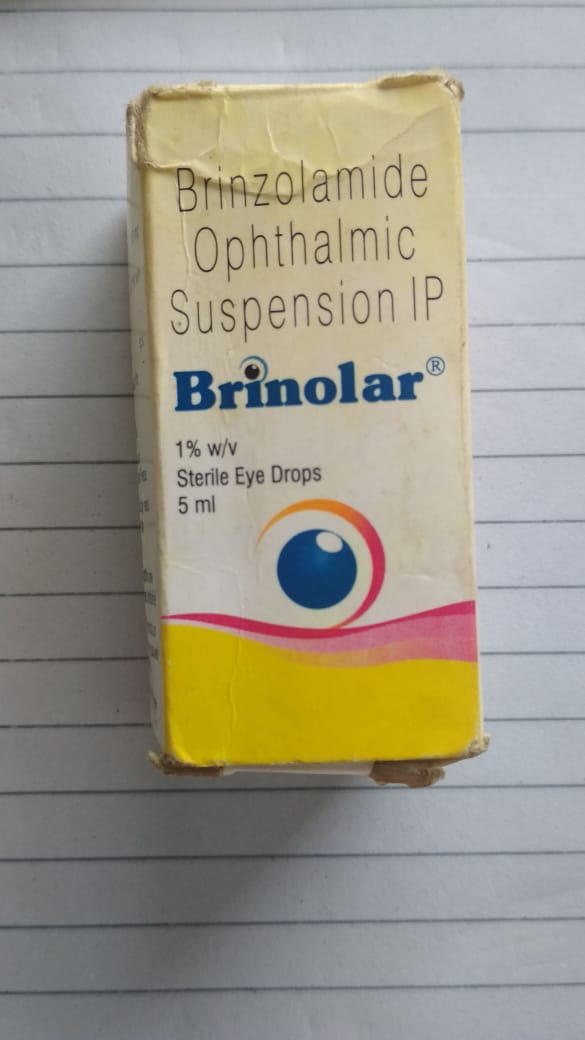 Brinzolamide
Ophthalmic
Suspension IP
Brinolar®
1% w/v
Sterile Eye Drops
5 ml